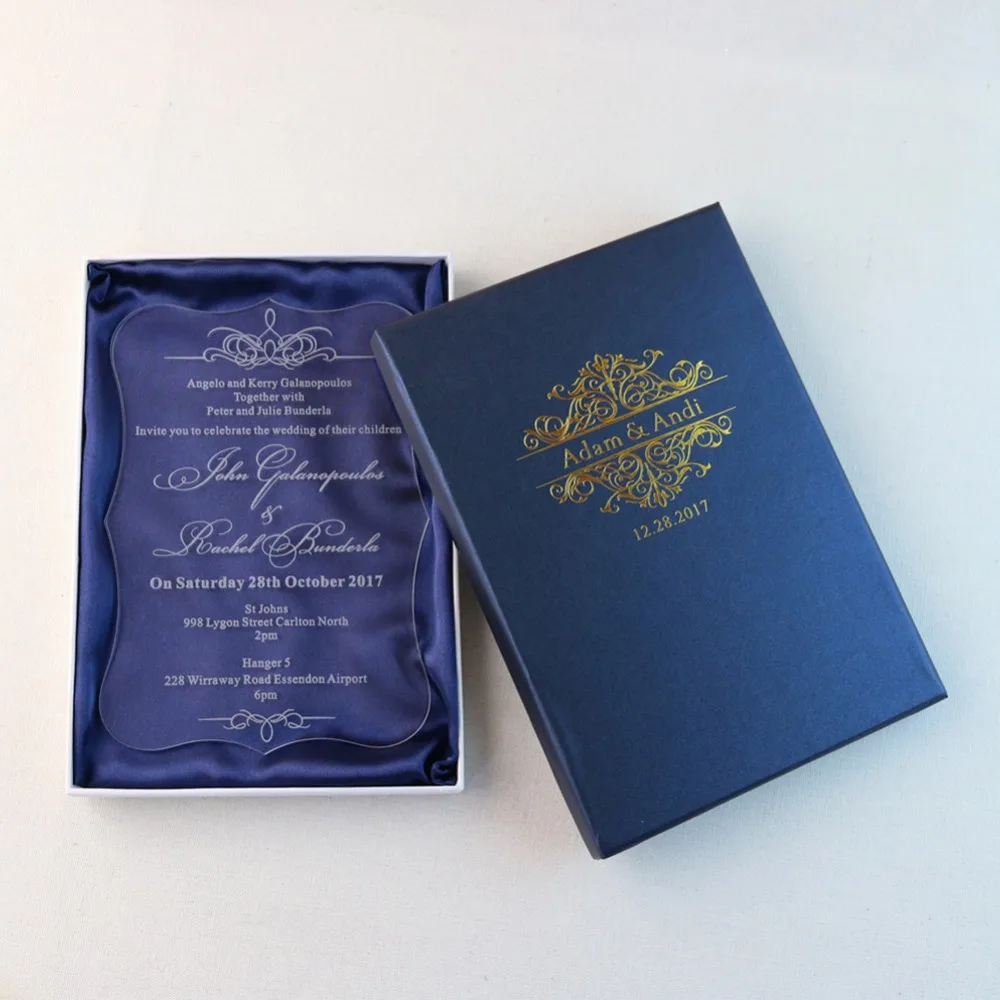 Angelo and Kerry Galanopoulos
Together with
Peter and Julie Bunderla
Invite you to celebrate the wedding of their children
John Galanopoulos
&
Rachel Bunderla
On Saturday 28th October 2017
St Johns
998 Lygon Street Carlton North
2pm
Hanger 5
228 Wirraway Road Essendon Airport
6pm
Adam & Andi
12.28.2017